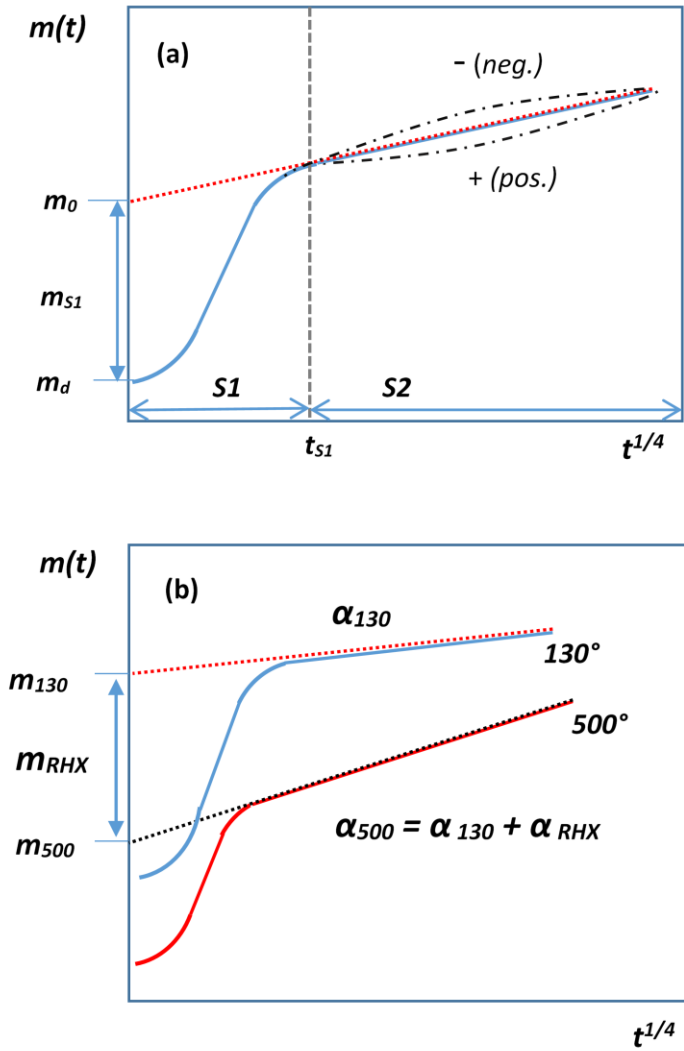 m(t)
(a)
- (neg.)
+ (pos.)
m0
mS1
md
S1 S2
tS1
t1/4
m(t)
(b)
α130
130°
m130
500°
mRHX
m500
α500 = α 130 + α RHX
t1/4